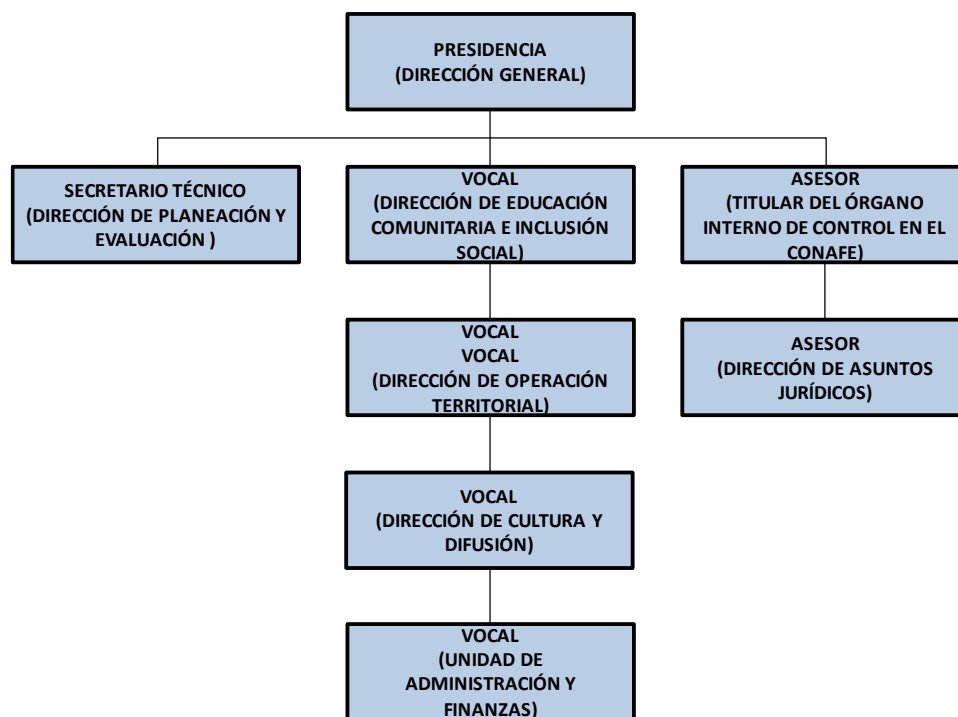 PRESIDENCIA
(DIRECCIÓN GENERAL)
SECRETARIO TÉCNICO
(DIRECCIÓN DE PLANEACIÓN Y
EVALUACIÓN )
VOCAL
(DIRECCIÓN DE EDUCACIÓN
COMUNITARIA E INCLUSIÓN
SOCIAL)
ASESOR
(TITULAR DEL ÓRGANO
INTERNO DE CONTROL EN EL
CONAFE)
VOCAL
VOCAL
(DIRECCIÓN DE OPERACIÓN
TERRITORIAL)
ASESOR
(DIRECCIÓN DE ASUNTOS
JURÍDICOS)
VOCAL
(DIRECCIÓN DE CULTURA Y
DIFUSIÓN)
VOCAL
(UNIDAD DE
ADMINISTRACIÓN Y
FINANZAS)